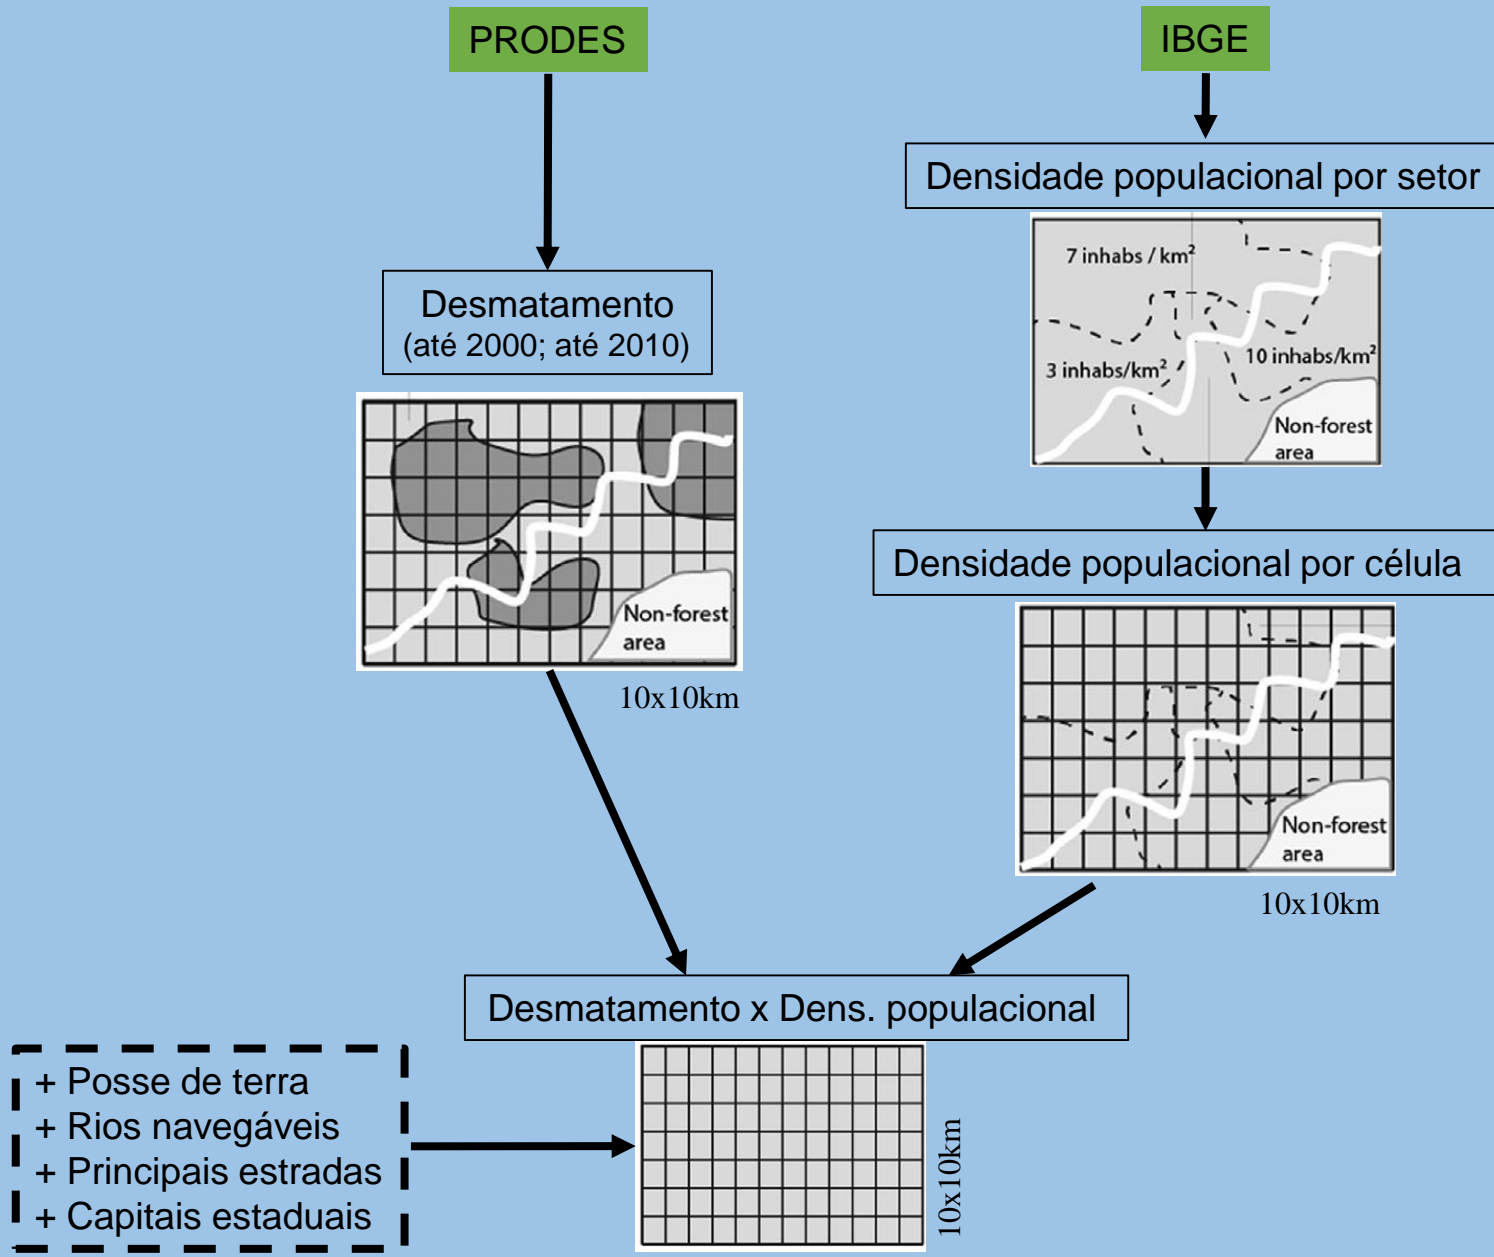 PRODES
IBGE
Densidade populacional por setor
7 inhabs / km²
3 inhabs/km²
10 inhabs/km²
Non-forest
area
Desmatamento
(até 2000; até 2010)
Non-forest
area
10x10km
Densidade populacional por célula
Non-forest
area
10x10km
Desmatamento x Dens. populacional
+ Posse de terra
+ Rios navegáveis
+ Principais estradas
+ Capitais estaduais
10x10km